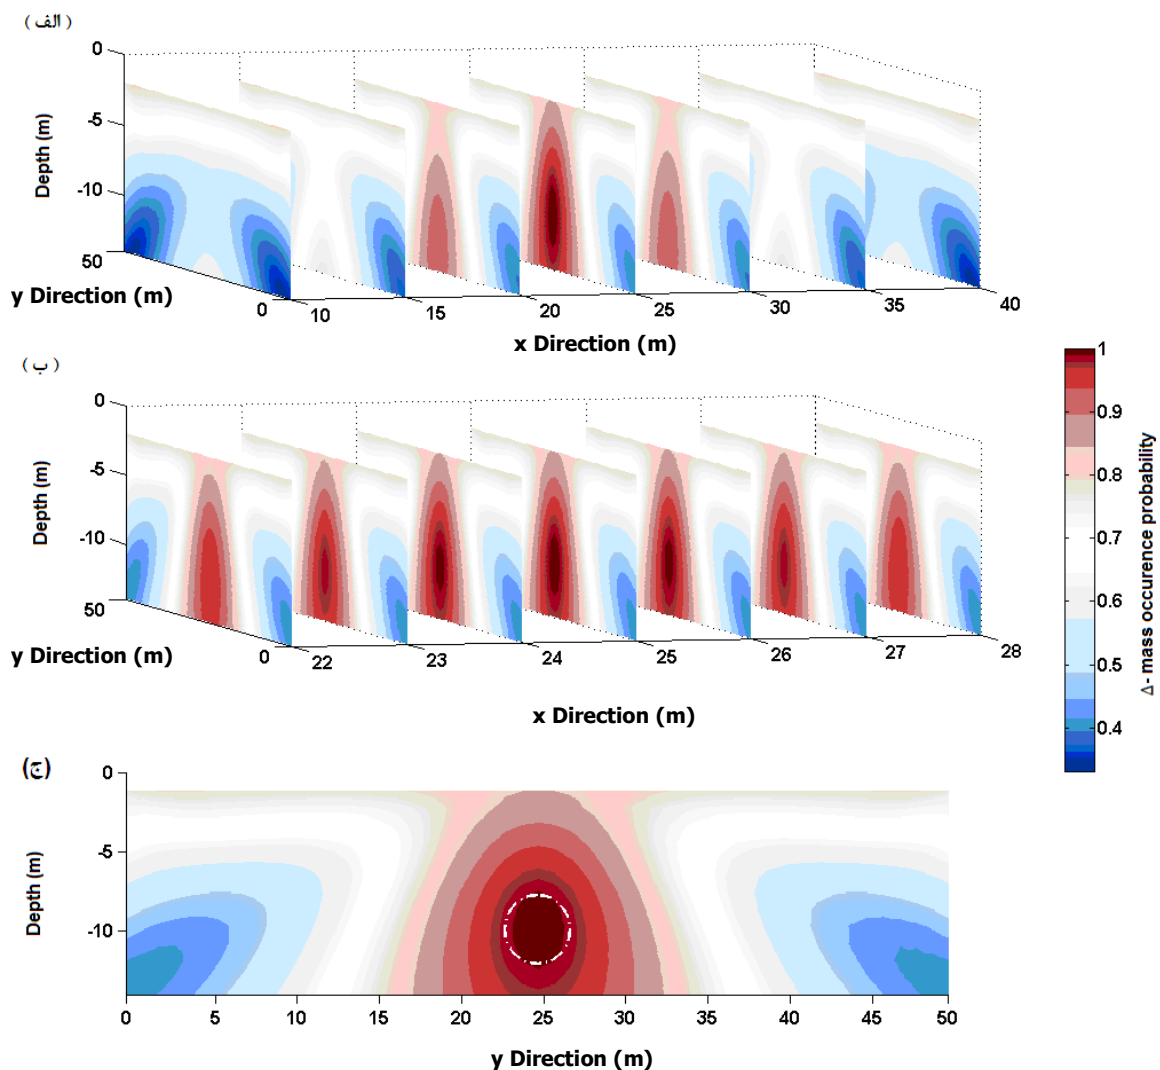 ( الف )
0
-5
-10
50
Depth (m)
y Direction (m)
0 10 15 20 25 30 35 40
x Direction (m)
( ب )
0
-5
-10
50
Depth (m)
y Direction (m)
0 22 23 24 25 26 27 28
x Direction (m)
1
0.9
0.8
0.7
0.6
0.5
0.4
Δ- mass occurence probability
(ج)
0
-5
-10
Depth (m)
0 5 10 15 20 25 30 35 40 45 50
y Direction (m)